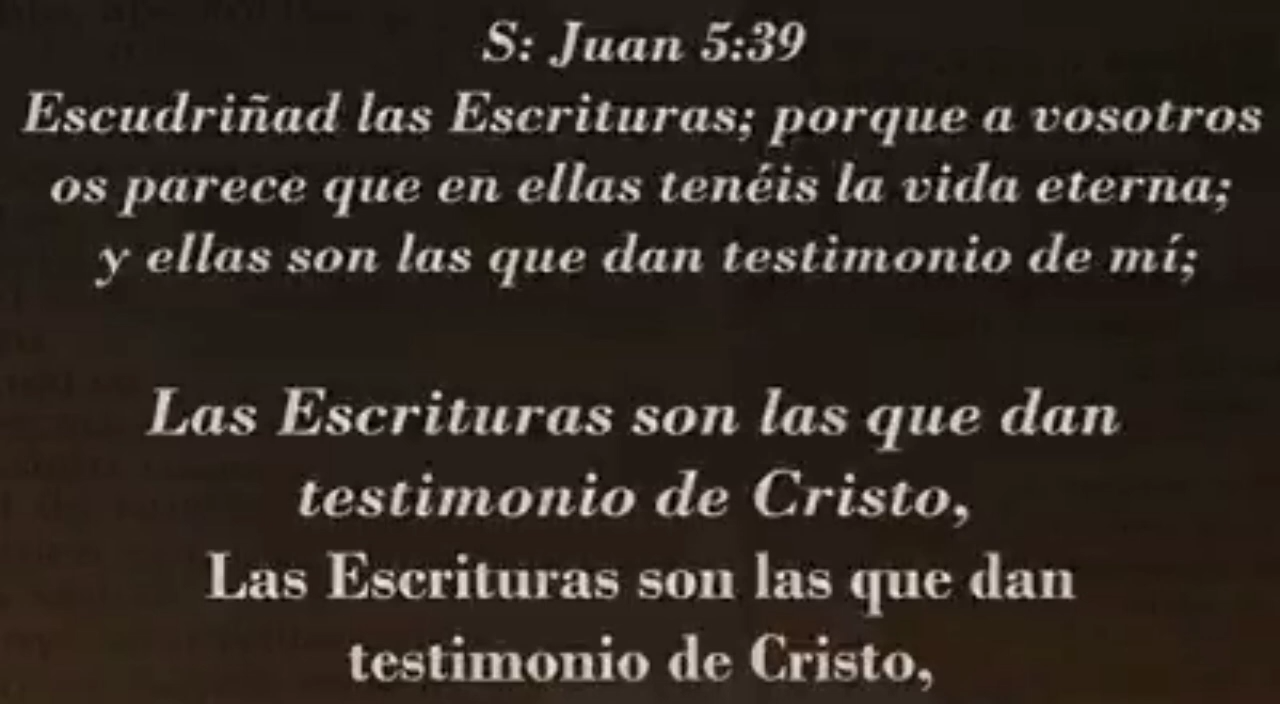 S: Juan 5:39
Escudriñad las Escrituras; porque a vosotros
os parece que en ellas tenéis la vida eterna;
y ellas son las que dan testimonio de mí;
Las Escrituras son las que dan
testimonio de Cristo,
Las Escrituras son las que dan
testimonio de Cristo,